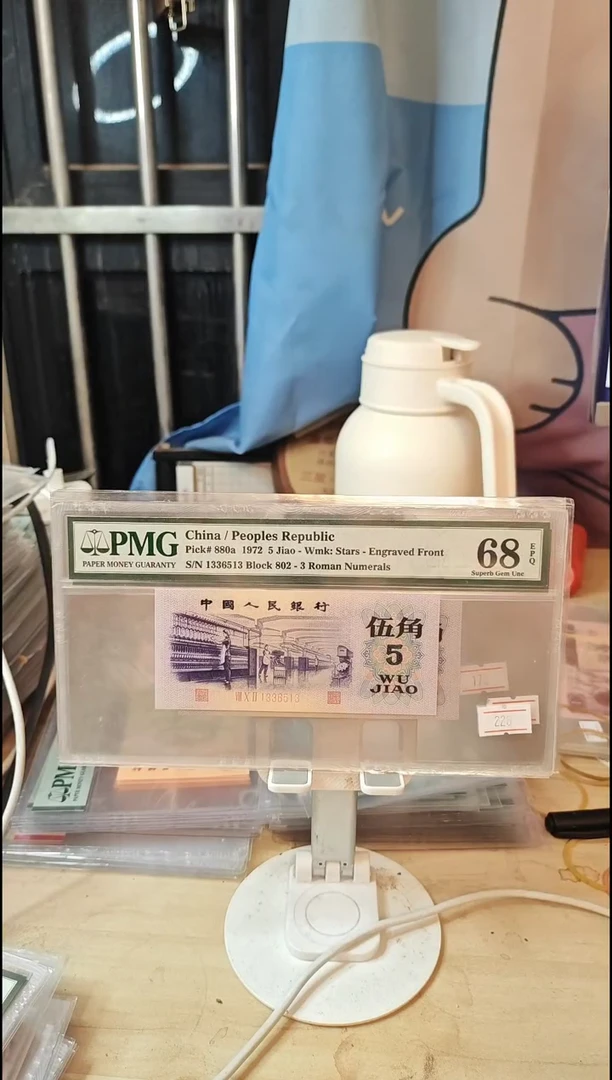 PMG
PAPER MONEY GUARANTY
China / Peoples Republic
Pick# 880a 1972 5 Jiao - Wmk: Stars - Engraved Front
S/N 1336513 Block 802 - 3 Roman Numerals
68
EPQ
Superb Gem Unc
中國人民銀行
伍角
5
WU
JIAO
1336513
PM